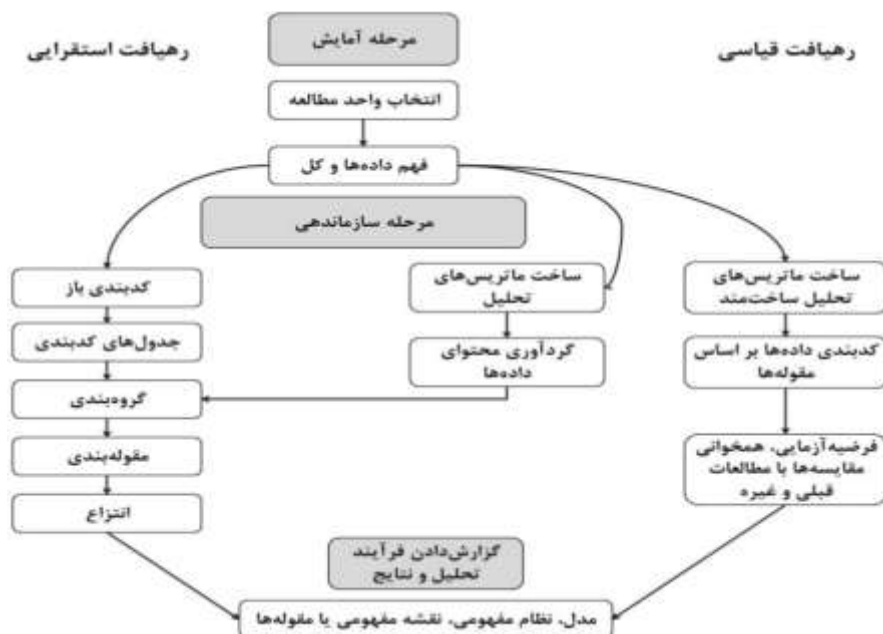 مرحله آمایش
رهیافت قیاسی
رهیافت استقرایی
انتخاب واحد مطالعه
فهم داده‌ها و کل
مرحله سازماندهی
ساخت ماتریس‌های
تحلیل ساخت‌مند
ساخت ماتریس‌های
تحلیل
کدبندی باز
کدبندی داده‌ها بر اساس
مقوله‌ها
گردآوری محتوای
داده‌ها
جدول‌های کدبندی
گروه‌بندی
مقوله‌بندی
انتزاع
فرضیه‌آزمایی، همخوانی
مقایسه‌ها با مطالعات
قبلی و غیره
گزارش‌دادن فرآیند
تحلیل و نتایج
مدل، نظام مفهومی، نقشه مفهومی یا مقوله‌ها